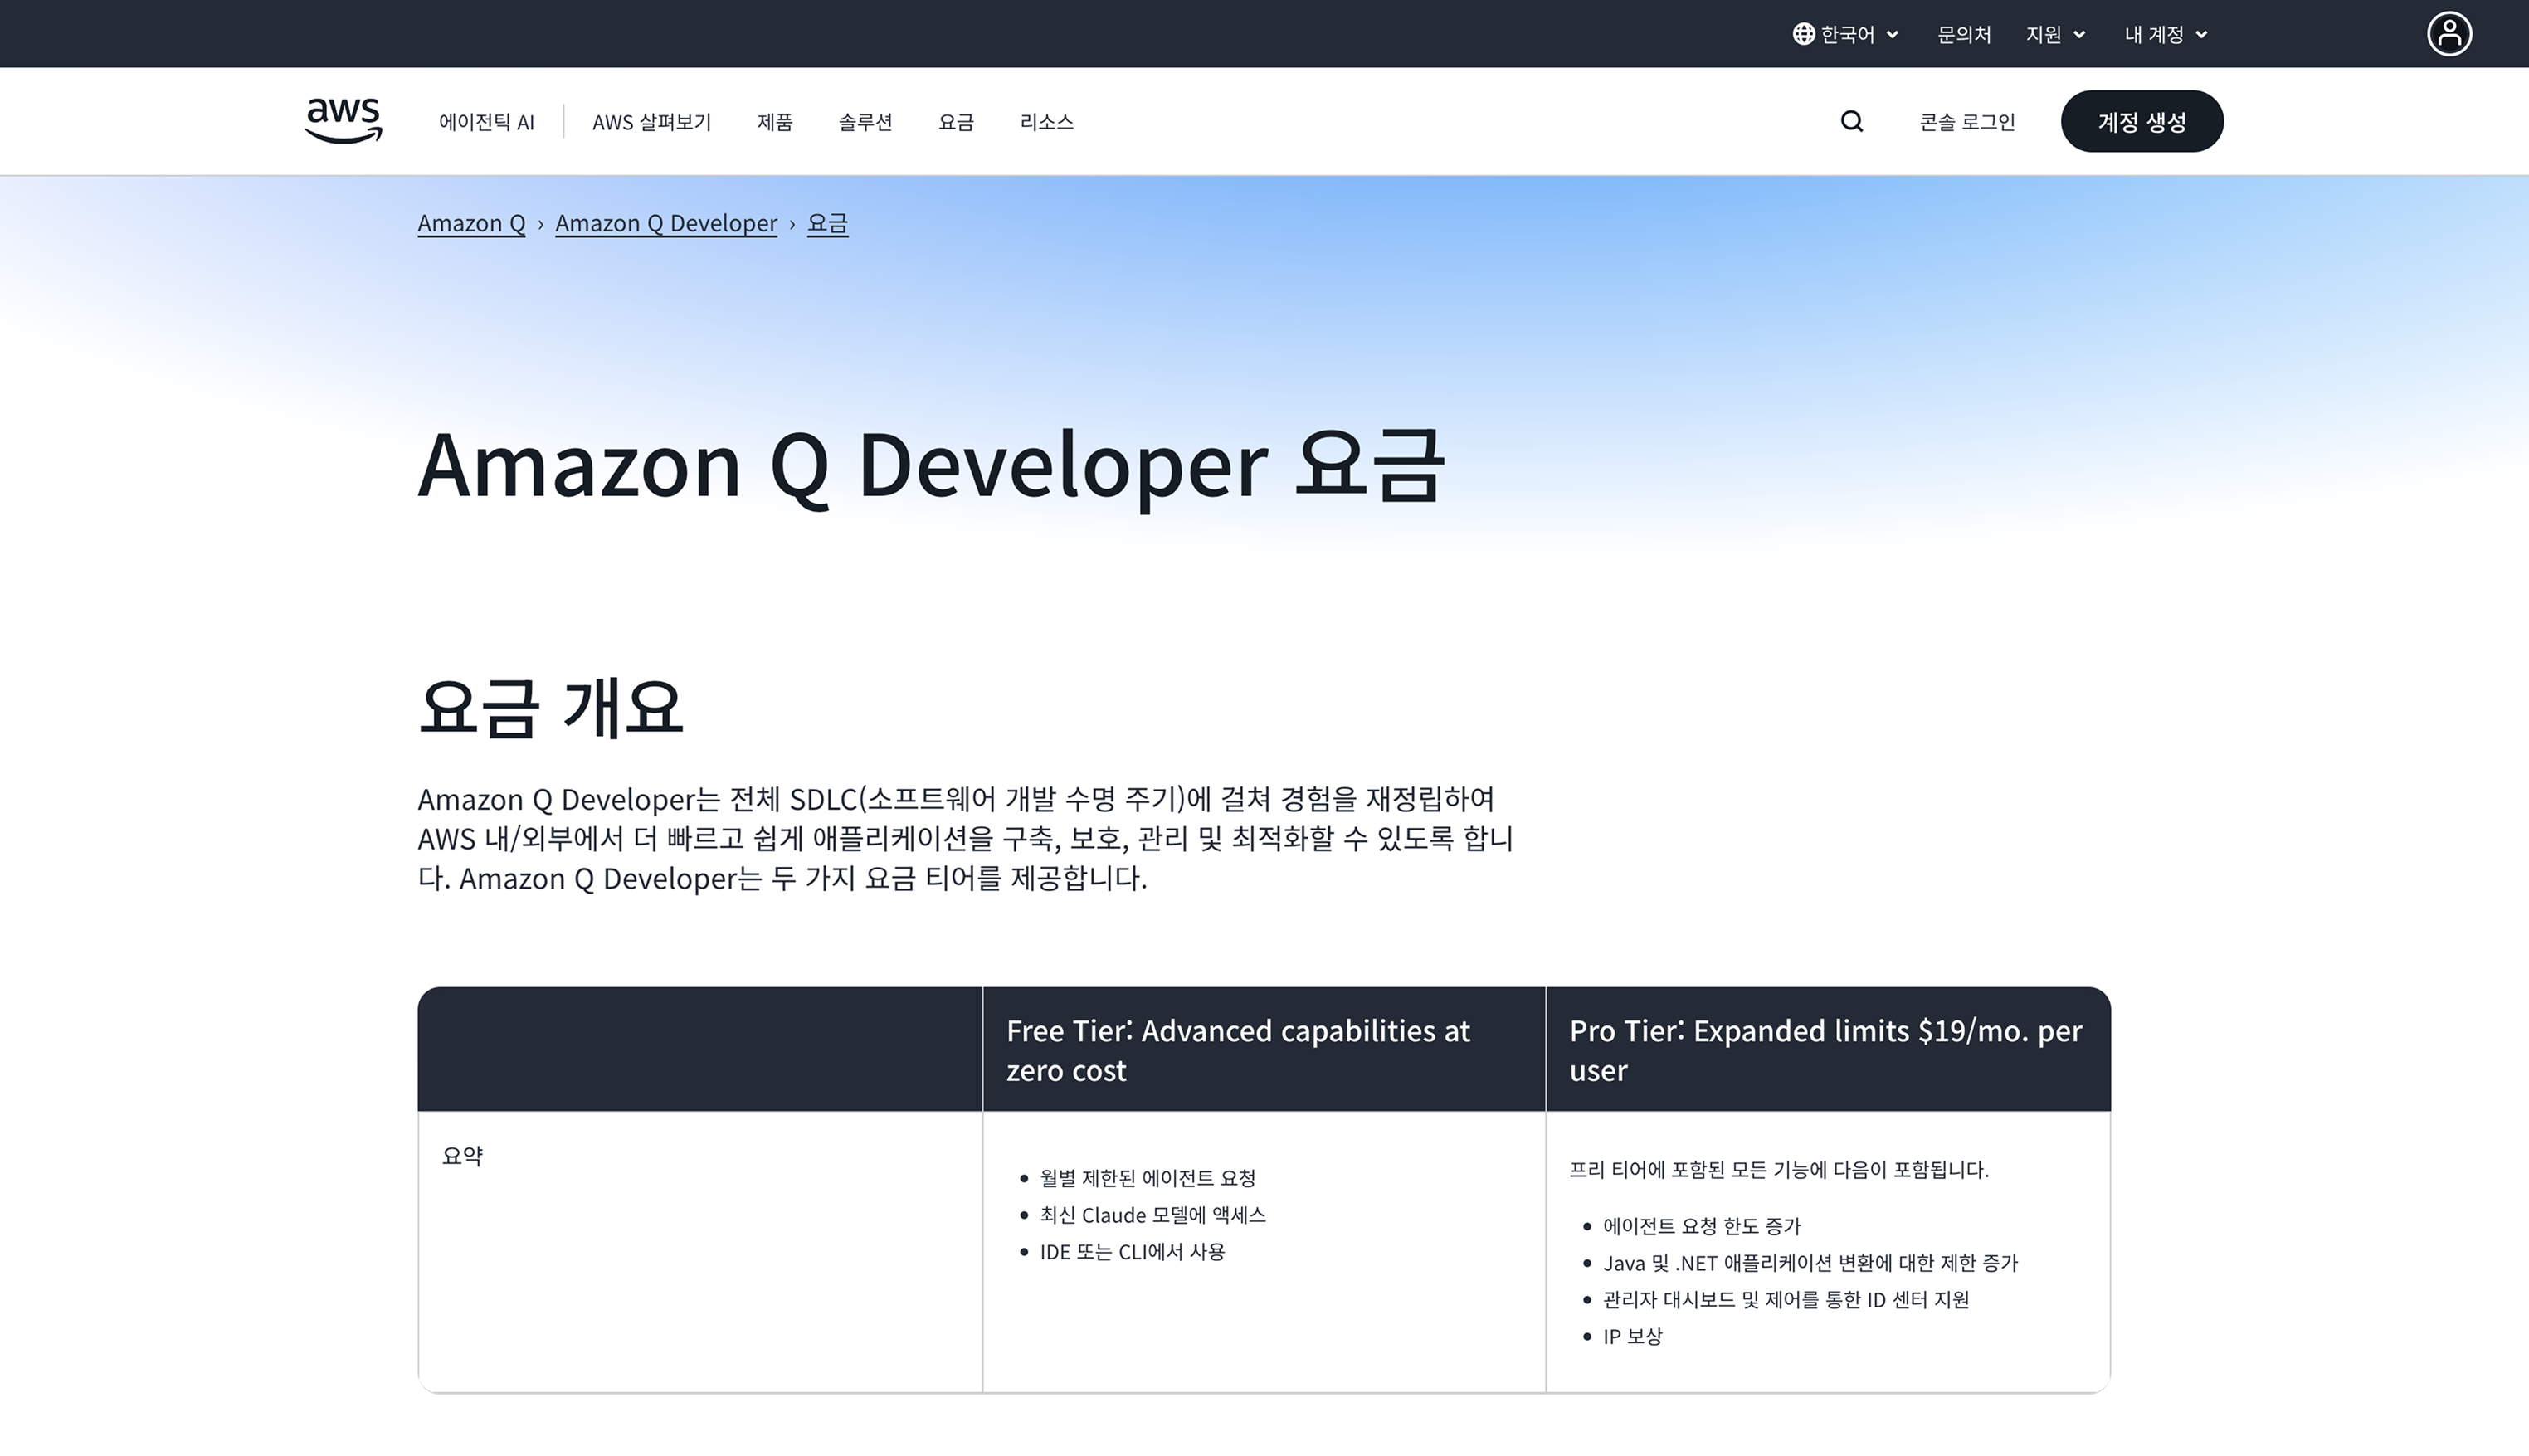 한국어
문의처
지원
내 계정
aws
에이전틱 AI
AWS 살펴보기
제품
솔루션
요금
리소스
콘솔 로그인
계정 생성
Amazon Q › Amazon Q Developer › 요금
Amazon Q Developer 요금
요금 개요
Amazon Q Developer는 전체 SDLC(소프트웨어 개발 수명 주기)에 걸쳐 경험을 재정립하여
AWS 내/외부에서 더 빠르고 쉽게 애플리케이션을 구축, 보호, 관리 및 최적화할 수 있도록 합니
다. Amazon Q Developer는 두 가지 요금 티어를 제공합니다.
Free Tier: Advanced capabilities at
zero cost
Pro Tier: Expanded limits $19/mo. per
user
요약
• 월별 제한된 에이전트 요청
• 최신 Claude 모델에 액세스
• IDE 또는 CLI에서 사용
프리 티어에 포함된 모든 기능에 다음이 포함됩니다.
• 에이전트 요청 한도 증가
• Java 및 .NET 애플리케이션 변환에 대한 제한 증가
• 관리자 대시보드 및 제어를 통한 ID 센터 지원
• IP 보상